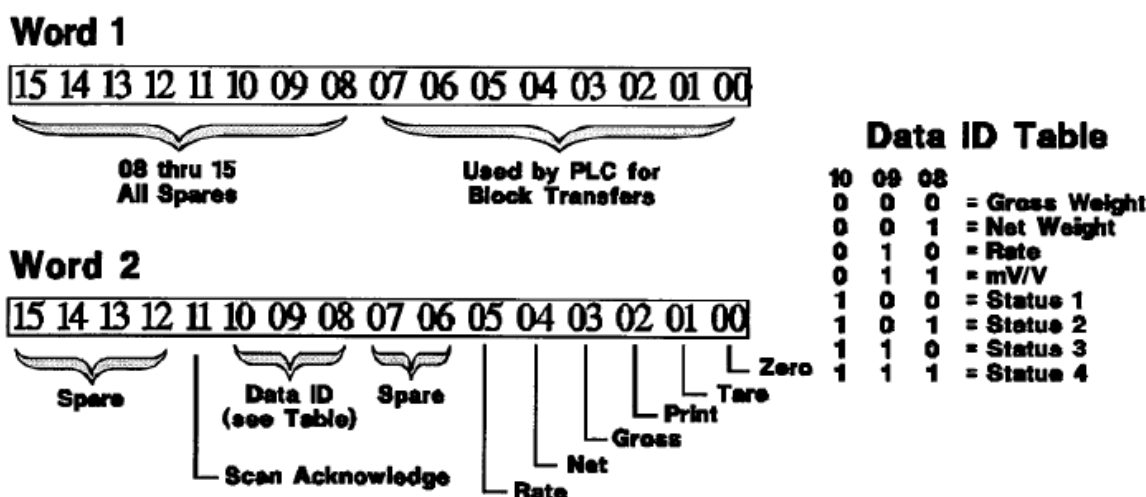 Word 1
15 14 13 12 11 10 09 08 07 06 05 04 03 02 01 00
08 thru 15
All Spares
Used by PLC for
Block Transfers
Word 2
15 14 13 12 11 10 09 08 07 06 05 04 03 02 01 00
Spare
Data ID
(see Table)
Spare
Zero
Tare
Print
Gross
Net
Scan Acknowledge
Rate
Data ID Table
10 09 08
0 0 0 = Gross Weight
0 0 1 = Net Weight
0 1 0 = Rate
0 1 1 = mV/V
1 0 0 = Status 1
1 0 1 = Status 2
1 1 0 = Status 3
1 1 1 = Status 4